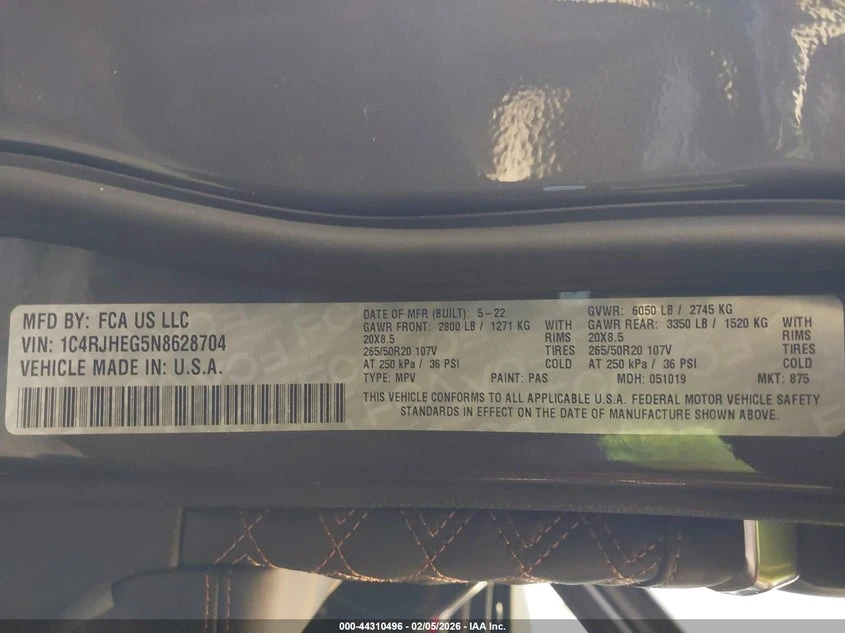 MFD BY: FCA US LLC
VIN: 1C4RJHEG5N8628704
VEHICLE MADE IN: U.S.A.
DATE OF MFR (BUILT): 5-22
GVWR: 6050 LB / 2745 KG
GAWR FRONT: 2800 LB / 1271 KG WITH
GAWR REAR: 3350 LB / 1520 KG WITH
20X8.5 RIMS
20X8.5 RIMS
265/50R20 107V TIRES
265/50R20 107V TIRES
AT 250 kPa / 36 PSI COLD
AT 250 kPa / 36 PSI COLD
TYPE: MPV PAINT: PAS MDH: 051019 MKT: 875
THIS VEHICLE CONFORMS TO ALL APPLICABLE U.S.A. FEDERAL MOTOR VEHICLE SAFETY
STANDARDS IN EFFECT ON THE DATE OF MANUFACTURE SHOWN ABOVE.
000-44310496 - 02/05/2026 - IAA Inc.